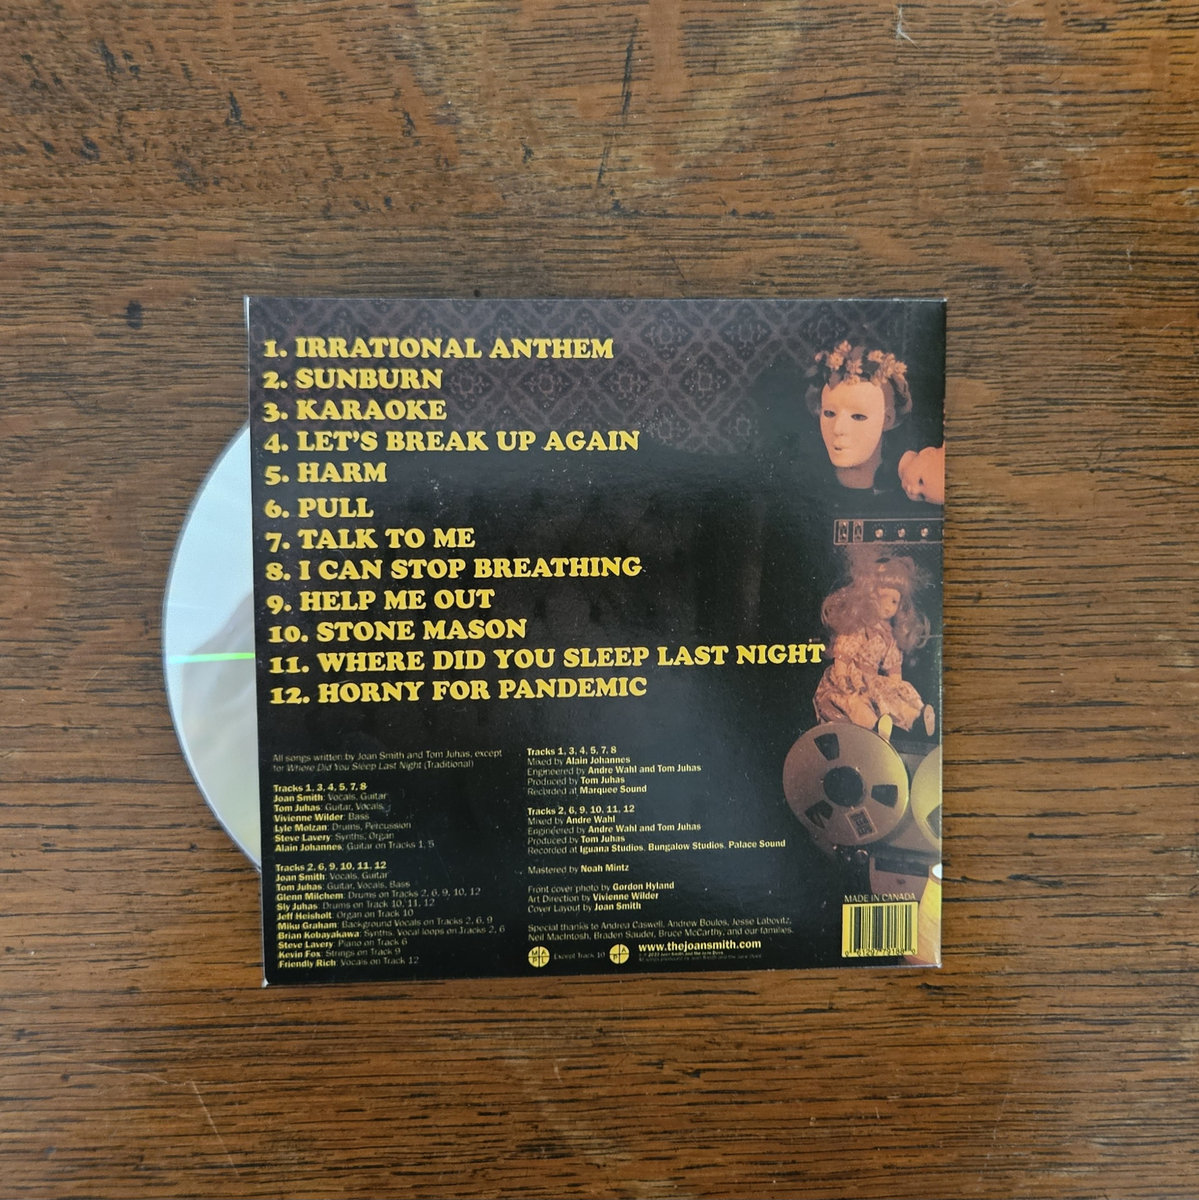 1. IRRATIONAL ANTHEM
2. SUNBURN
3. KARAOKE
4. LET'S BREAK UP AGAIN
5. HARM
6. PULL
7. TALK TO ME
8. I CAN STOP BREATHING
9. HELP ME OUT
10. STONE MASON
11. WHERE DID YOU SLEEP LAST NIGHT
12. HORNY FOR PANDEMIC
All songs written by Joan Smith and Tom Juhas, except
for Where Did You Sleep Last Night (Traditional)
Tracks 1, 3, 4, 5, 7, 8
Joan Smith: Vocals, Guitar
Tom Juhas: Guitar, Vocals
Vivienne Wilder: Bass
Lyle Molzan: Drums, Percussion
Steve Lavery: Synths, Organ
Alain Johannes, Guitar on Tracks 1, 5
Tracks 2, 6, 9, 10, 11, 12
Joan Smith: Vocals, Guitar
Tom Juhas: Guitar, Vocals, Bass
Glenn Milchem: Drums on Tracks 2, 6, 9, 10, 12
Sly Juhas: Drums on Track 10, 11, 12
Jeff Heisholt: Organ on Track 10
Miku Graham: Background Vocals on Tracks 2, 6, 9
Brian Kobayakawa: Synths, Vocal loops on Tracks 2, 6
Steve Lavery: Piano on Track 6
Kevin Fox: Strings on Track 9
Friendly Rich: Vocals on Track 12
Tracks 1, 3, 4, 5, 7, 8
Mixed by Alain Johannes
Engineered by Andre Wahl and Tom Juhas
Produced by Tom Juhas
Recorded at Marquee Sound
Tracks 2, 6, 9, 10, 11, 12
Mixed by Andre Wahl
Engineered by Andre Wahl and Tom Juhas
Produced by Tom Juhas
Recorded at Iguana Studios, Bungalow Studios, Palace Sound
Mastered by Noah Mintz
Front cover photo by Gordon Hyland
Art Direction by Vivienne Wilder
Cover Layout by Joan Smith
Special thanks to Andrea Caswell, Andrew Boulos, Jesse Labovitz,
Neil MacIntosh, Braden Sauder, Bruce McCarthy, and our families.
MAPL Except Track 10
www.thejoansmith.com
MADE IN CANADA